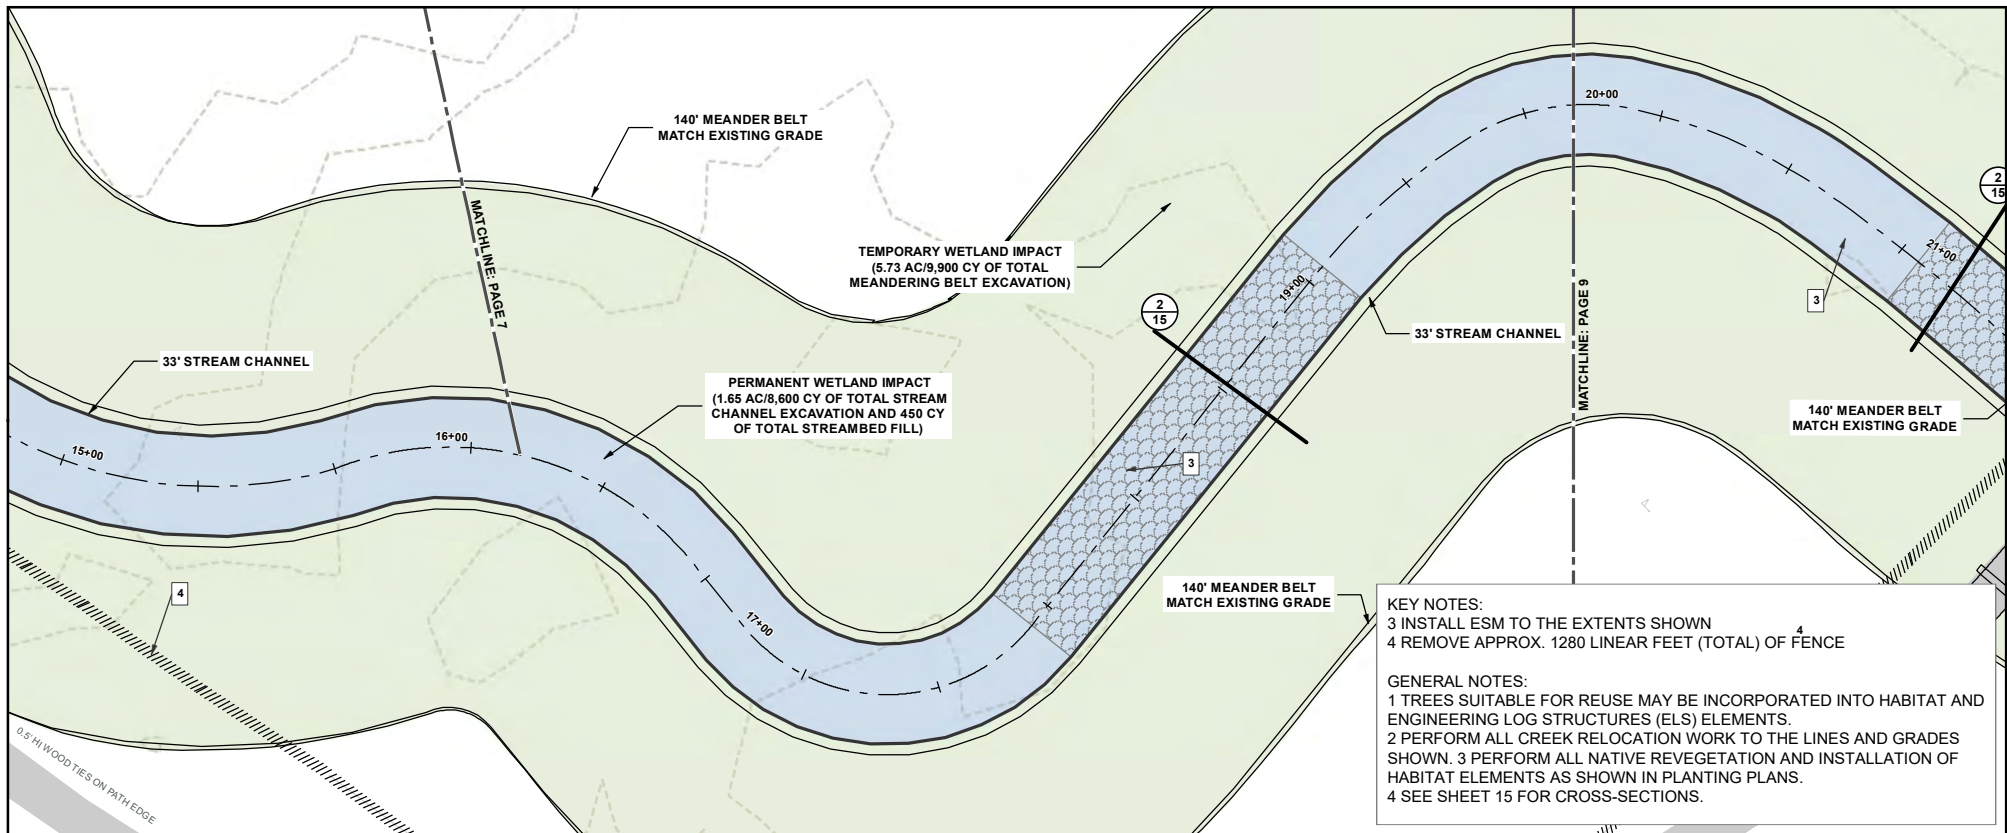 140' MEANDER BELT
MATCH EXISTING GRADE
20+00
2
15
MATCHLINE: PAGE 7
TEMPORARY WETLAND IMPACT
(5.73 AC/9,900 CY OF TOTAL
MEANDERING BELT EXCAVATION)
21+00
19+00
3
2
15
33' STREAM CHANNEL
MATCHLINE: PAGE 9
33' STREAM CHANNEL
PERMANENT WETLAND IMPACT
(1.65 AC/8,600 CY OF TOTAL STREAM
CHANNEL EXCAVATION AND 450 CY
OF TOTAL STREAMBED FILL)
140' MEANDER BELT
MATCH EXISTING GRADE
15+00
16+00
3
4
17+00
140' MEANDER BELT
MATCH EXISTING GRADE
0.5' HI WOOD TIES ON PATH EDGE
KEY NOTES:
3 INSTALL ESM TO THE EXTENTS SHOWN
4
4 REMOVE APPROX. 1280 LINEAR FEET (TOTAL) OF FENCE
GENERAL NOTES:
1 TREES SUITABLE FOR REUSE MAY BE INCORPORATED INTO HABITAT AND
ENGINEERING LOG STRUCTURES (ELS) ELEMENTS.
2 PERFORM ALL CREEK RELOCATION WORK TO THE LINES AND GRADES
SHOWN. 3 PERFORM ALL NATIVE REVEGETATION AND INSTALLATION OF
HABITAT ELEMENTS AS SHOWN IN PLANTING PLANS.
4 SEE SHEET 15 FOR CROSS-SECTIONS.